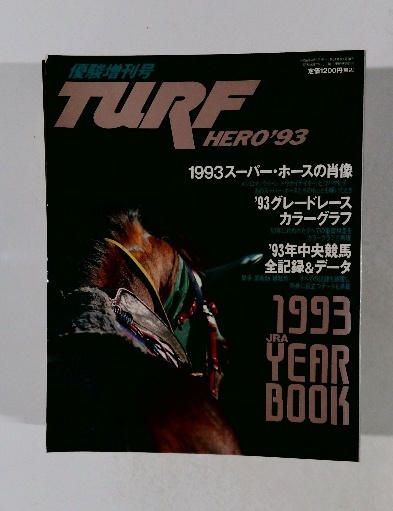 優駿増刊号
定価1200円(税込)
TURF
HERO'93
1993スーパー・ホースの肖像
'93グレードレース
カラーグラフ
'93年中央競馬
全記録&データ
1993
JRA
YEAR
BOOK